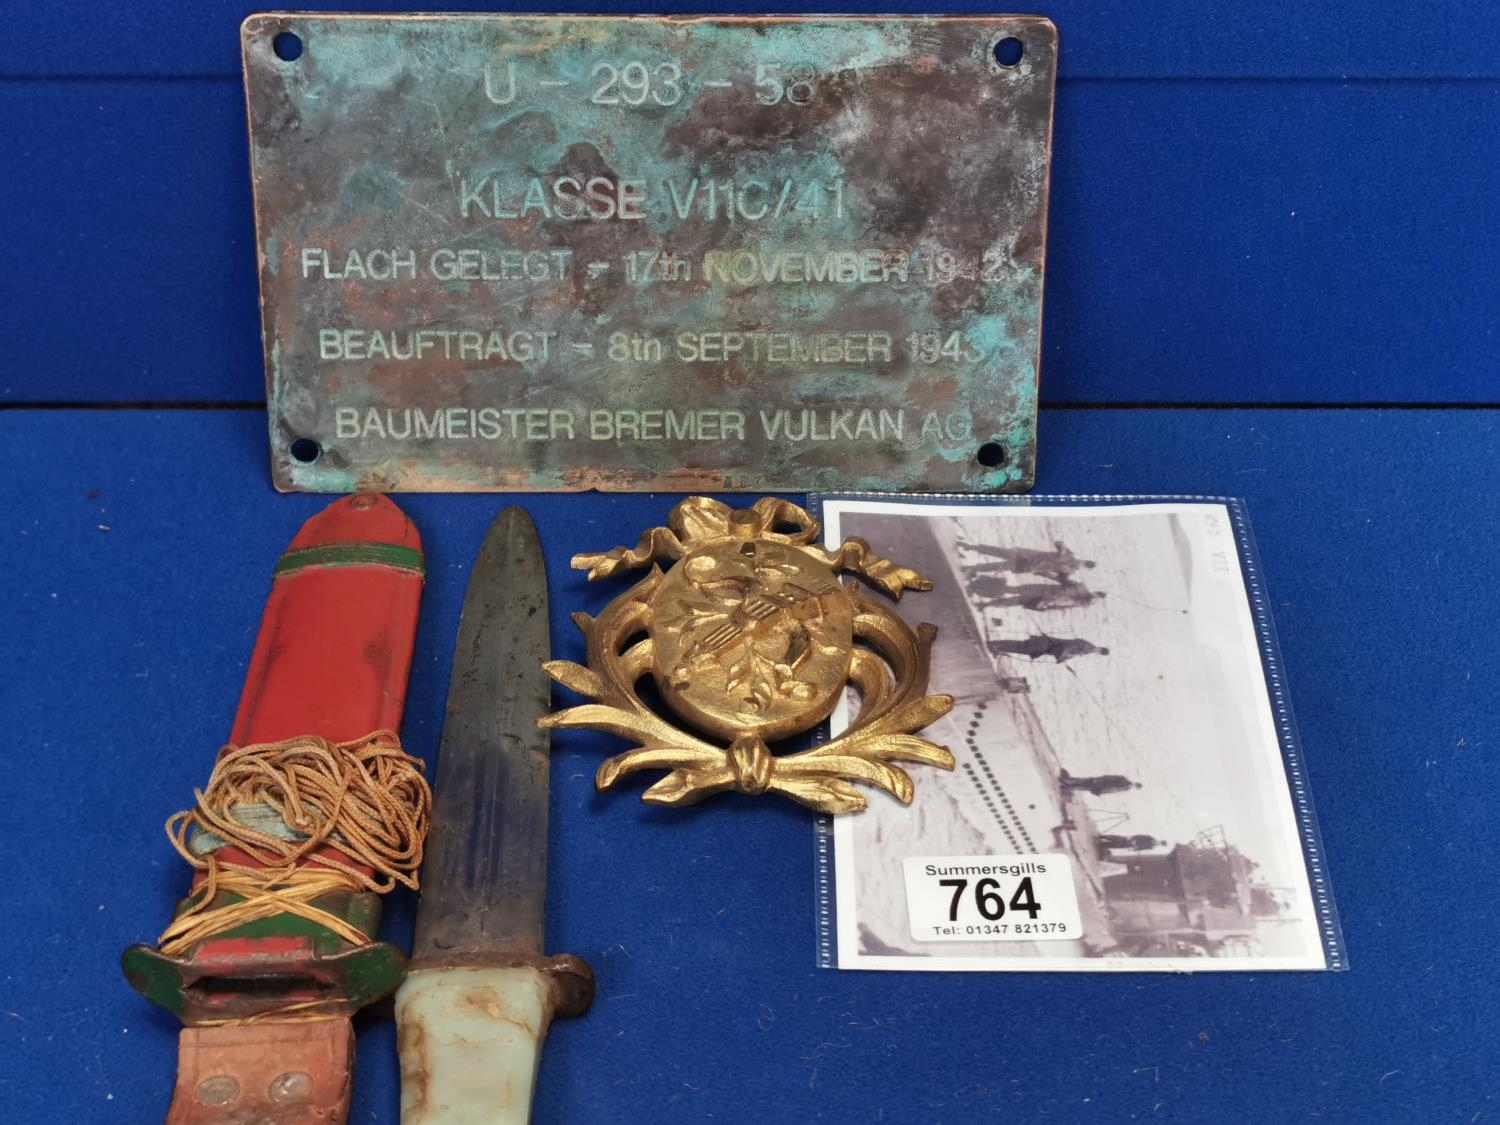 U - 293 - 58
KLASSE V11C/41
FLACH GELEGT - 17th NOVEMBER 1942
BEAUFTRAGT - 8th SEPTEMBER 1943
BAUMEISTER BREMER VULKAN AG
Summersgills
764
Tel: 01347 821379